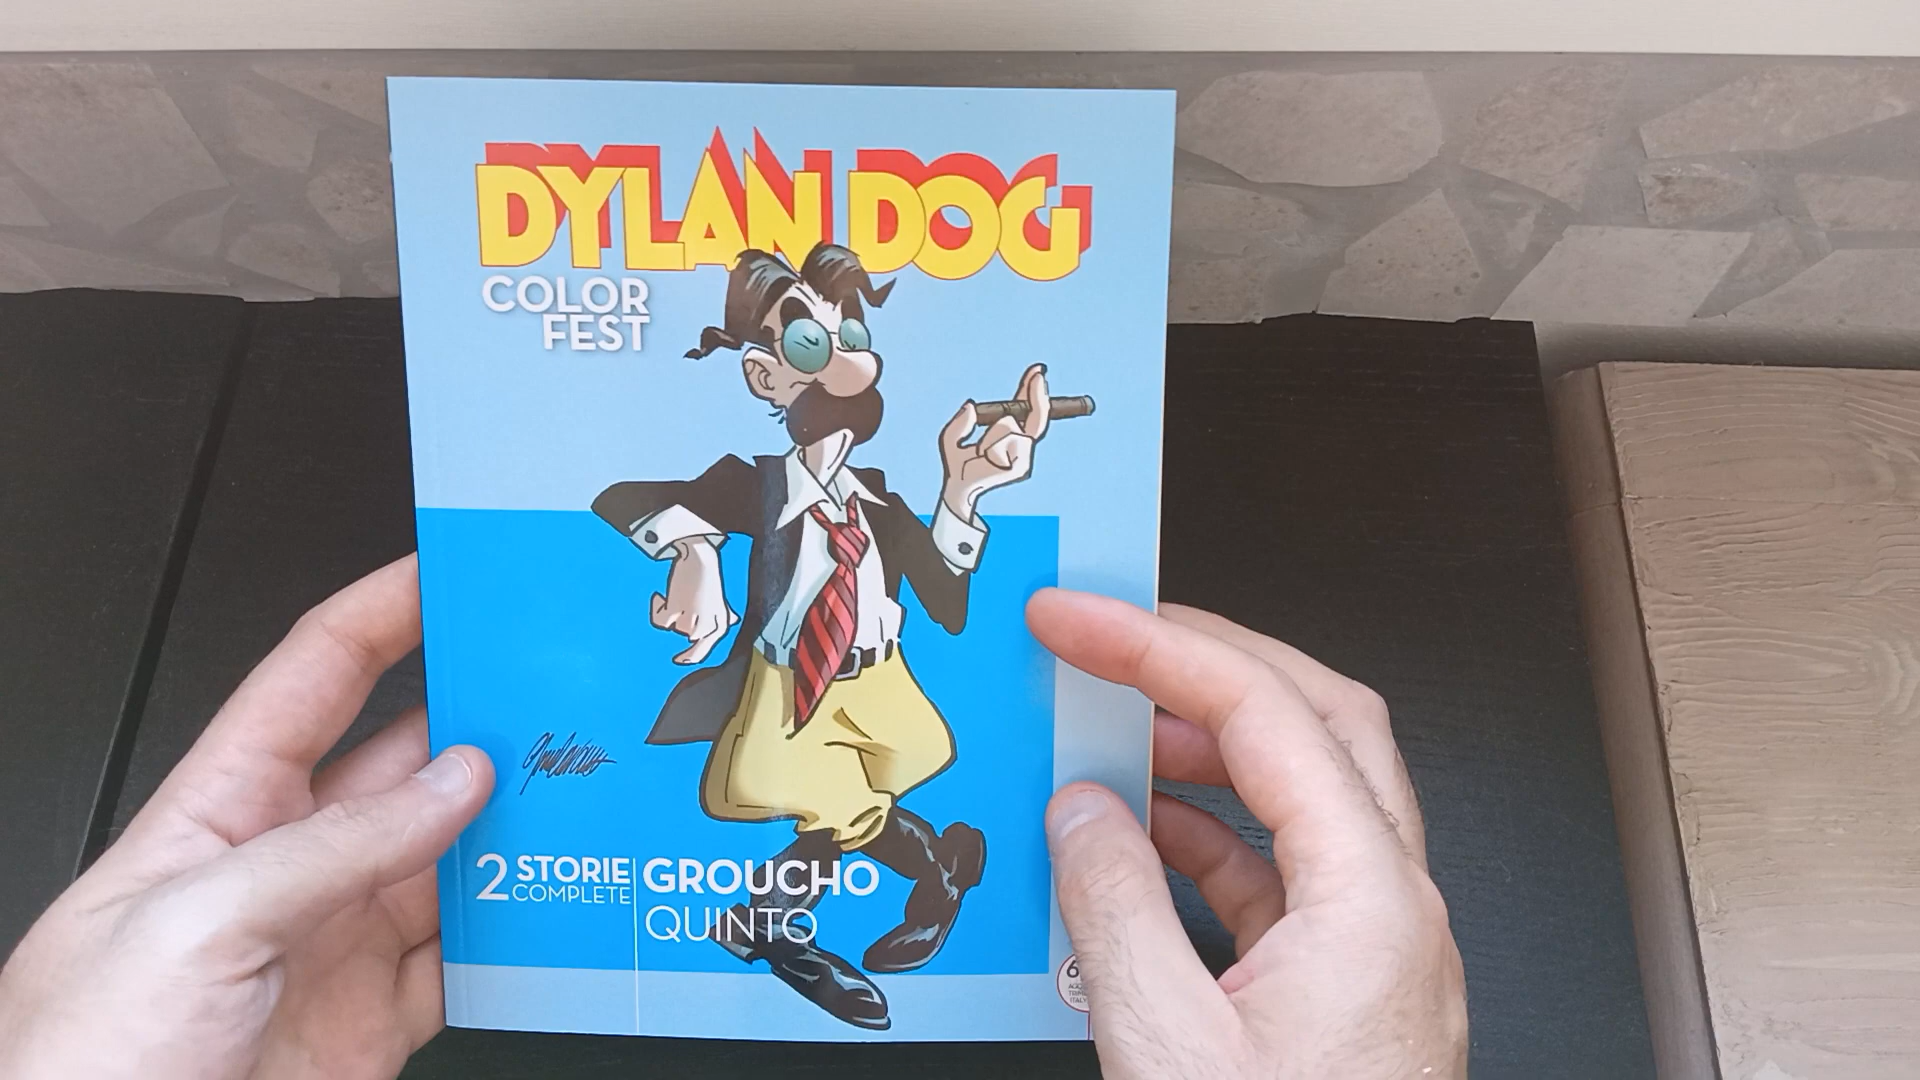 DYLAN DOG
COLOR
FEST
2 STORIE
COMPLETE
GROUCHO
QUINTO